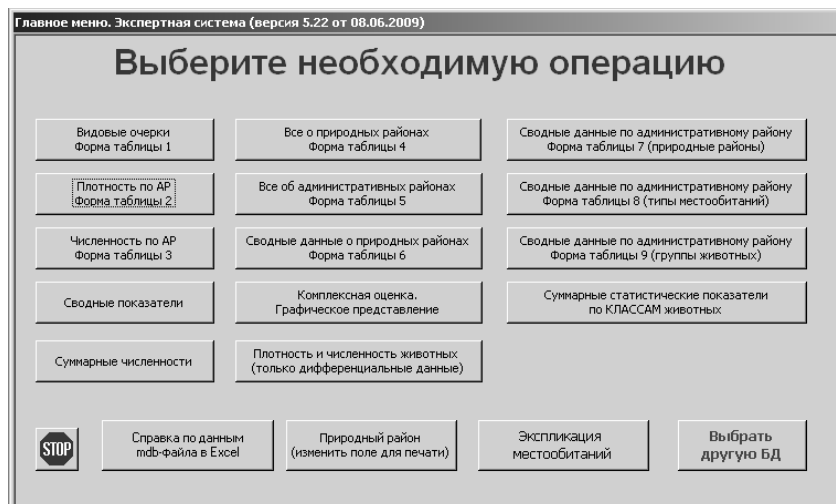 Главное меню. Экспертная система (версия 5.22 от 08.06.2009)
Выберите необходимую операцию
Видовые очерки
Форма таблицы 1
Все о природных районах
Форма таблицы 4
Сводные данные по административному району
Форма таблицы 7 (природные районы)
Плотность по АР
Форма таблицы 2
Все об административных районах
Форма таблицы 5
Сводные данные по административному району
Форма таблицы 8 (типы местообитаний)
Численность по АР
Форма таблицы 3
Сводные данные о природных районах
Форма таблицы 6
Сводные данные по административному району
Форма таблицы 9 (группы животных)
Сводные показатели
Комплексная оценка.
Графическое представление
Суммарные статистические показатели
по КЛАССАМ животных
Суммарные численности
Плотность и численность животных
(только дифференциальные данные)
STOP
Справка по данным
mdb-файла в Excel
Природный район
(изменить поле для печати)
Экспликация
местообитаний
Выбрать
другую БД